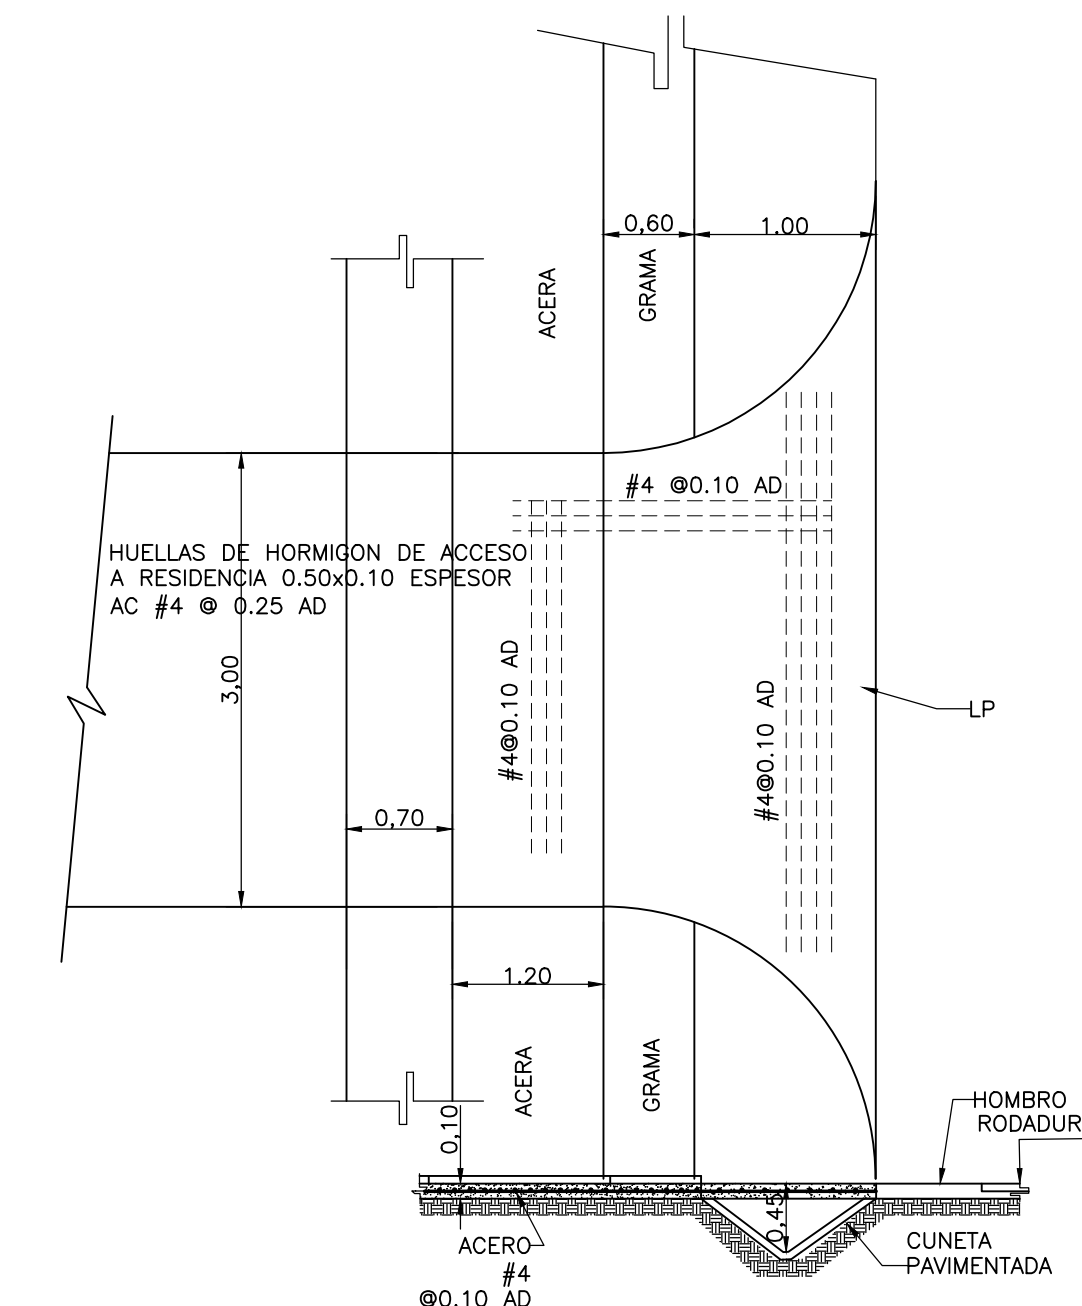 0,60
1.00
ACERA
GRAMA
#4 @0.10 AD
HUELLAS DE HORMIGON DE ACCESO
A RESIDENCIA 0.50x0.10 ESPESOR
AC #4 @ 0.25 AD
3,00
#4@0.10 AD
#4@0.10 AD
LP
0,70
1.20
ACERA
GRAMA
0,10
HOMBRO
RODADUR
0,45
ACERO
#4
@0.10 AD
CUNETA
PAVIMENTADA